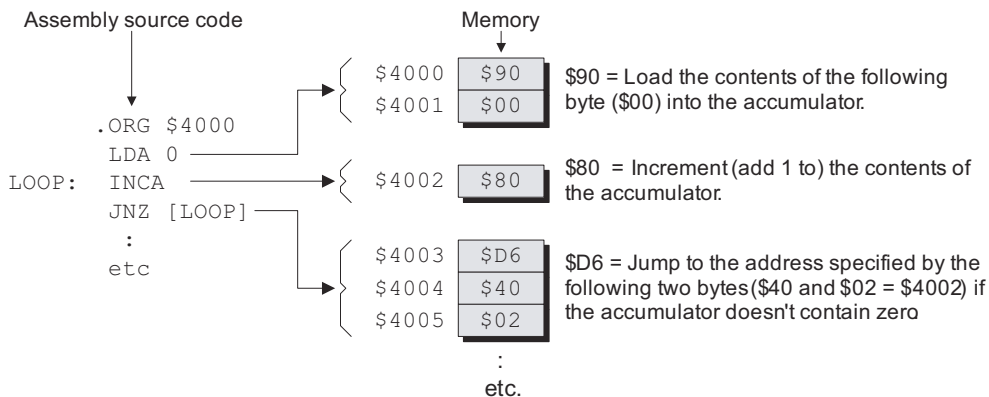 Assembly source code
Memory
.ORG $4000
LDA 0
LOOP: INCA
JNZ [LOOP]
:
etc
$4000 $90
$4001 $00
$90 = Load the contents of the following
byte ($00) into the accumulator.
$4002 $80
$80 = Increment (add 1 to) the contents of
the accumulator.
$4003 $D6
$4004 $40
$4005 $02
$D6 = Jump to the address specified by the
following two bytes ($40 and $02 = $4002) if
the accumulator doesn't contain zero.
:
etc.